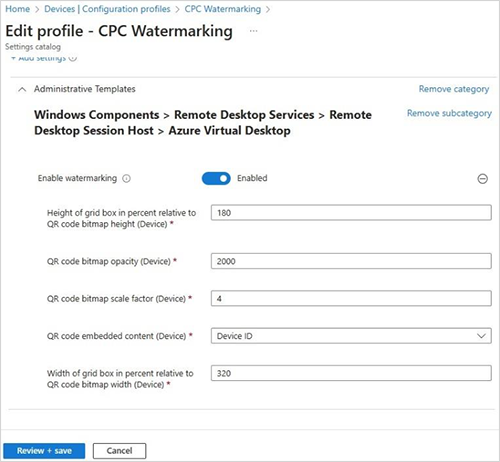 Home > Devices | Configuration profiles > CPC Watermarking >
Edit profile - CPC Watermarking ...
Settings catalog
+ Add settings
Administrative Templates Remove category
Windows Components > Remote Desktop Services > Remote Remove subcategory
Desktop Session Host > Azure Virtual Desktop
Enable watermarking Enabled
Height of grid box in percent relative to 180
QR code bitmap height (Device) *
QR code bitmap opacity (Device) * 2000
QR code bitmap scale factor (Device) * 4
QR code embedded content (Device) * Device ID
Width of grid box in percent relative to 320
QR code bitmap width (Device) *
Review + save Cancel